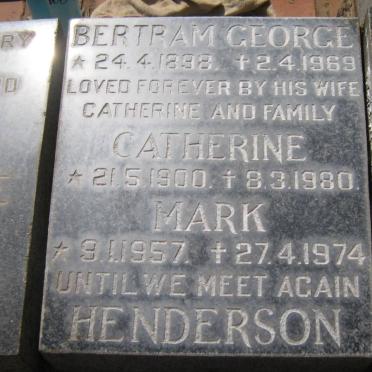 BERTRAM GEORGE
* 24.4.1898. † 2.4.1969
LOVED FOREVER BY HIS WIFE
CATHERINE AND FAMILY
CATHERINE
* 21.5.1900. † 8.3.1980.
MARK
* 9.1.1957. † 27.4.1974
UNTIL WE MEET AGAIN
HENDERSON